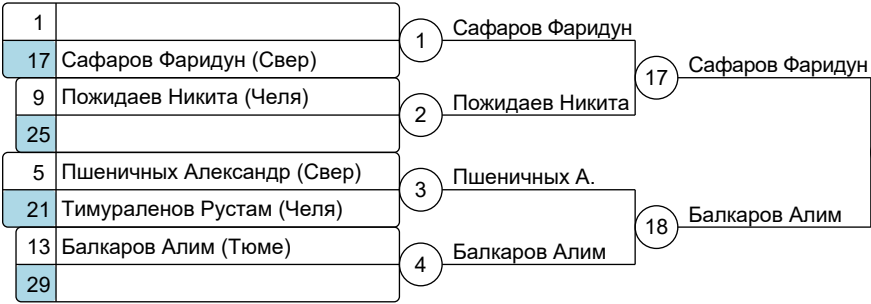 1
17 Сафаров Фаридун (Свер)
9 Пожидаев Никита (Челя)
25
5 Пшеничных Александр (Свер)
21 Тимураленов Рустам (Челя)
13 Балкаров Алим (Тюме)
29
1 Сафаров Фаридун
2 Пожидаев Никита
3 Пшеничных А.
4 Балкаров Алим
17 Сафаров Фаридун
18 Балкаров Алим